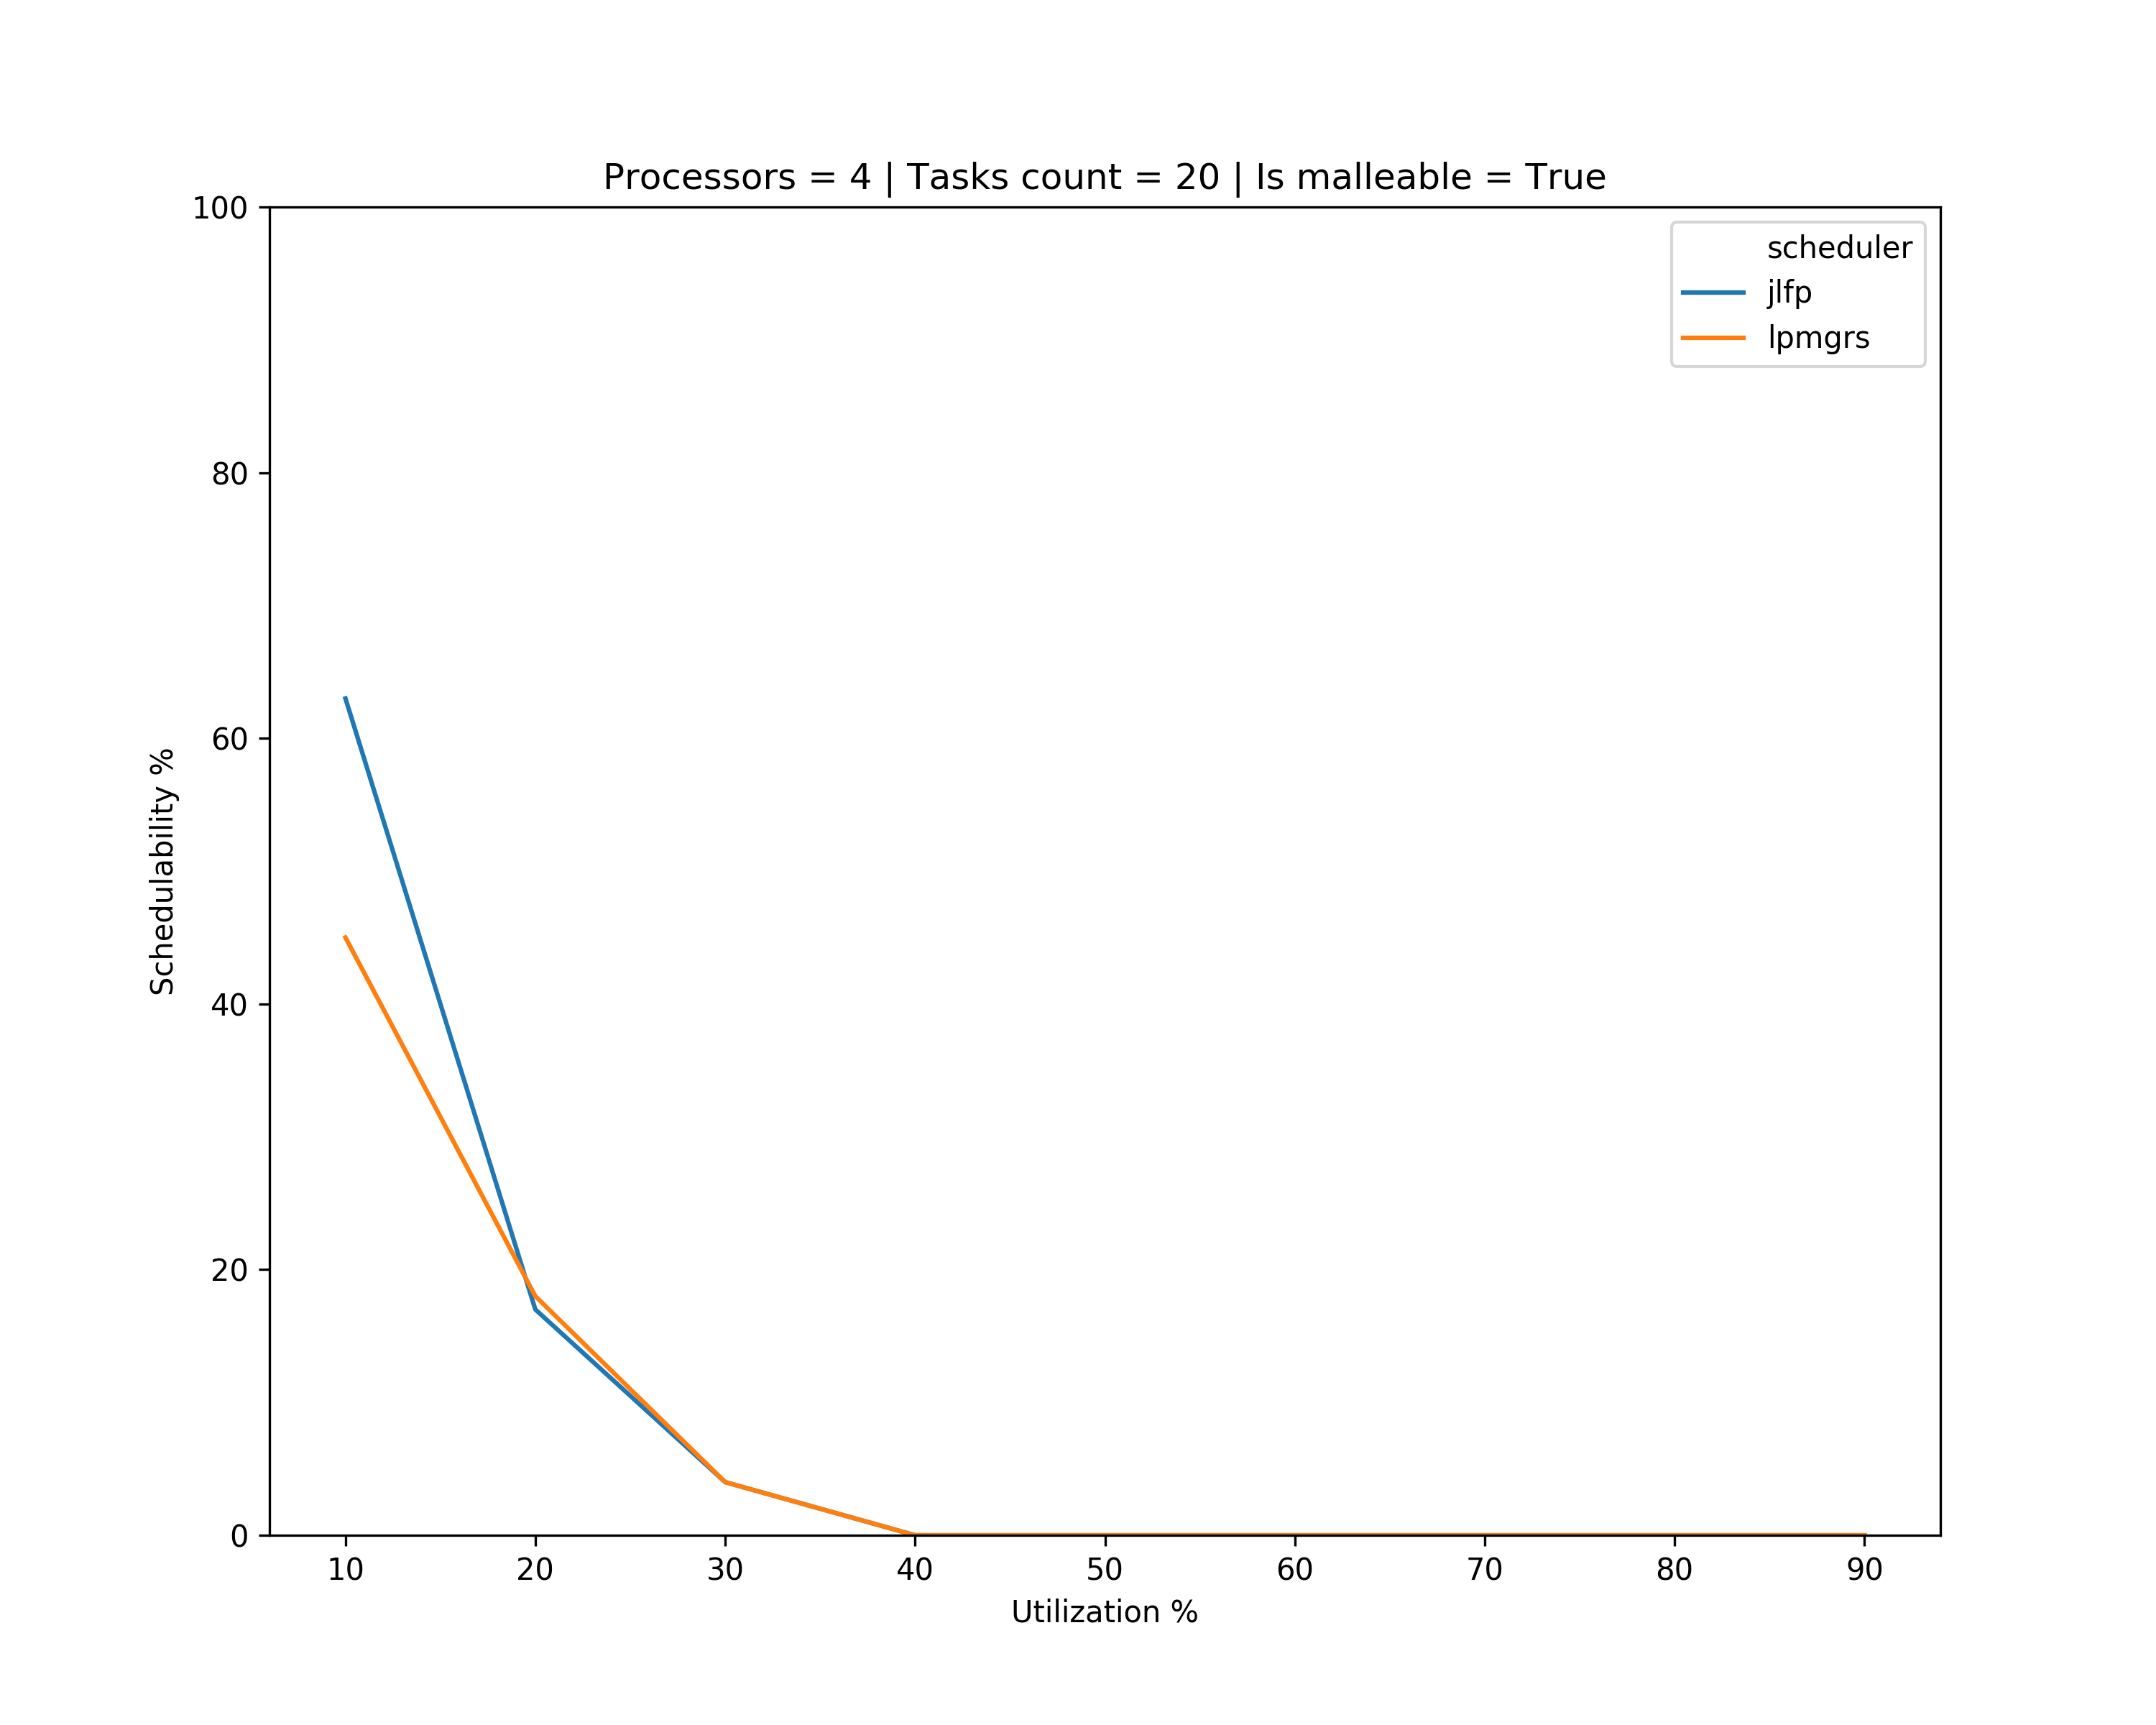 Processors = 4 | Tasks count = 20 | Is malleable = True
scheduler
jlfp
lpmgrs
Schedulability %
100
80
60
40
20
0
10 20 30 40 50 60 70 80 90
Utilization %